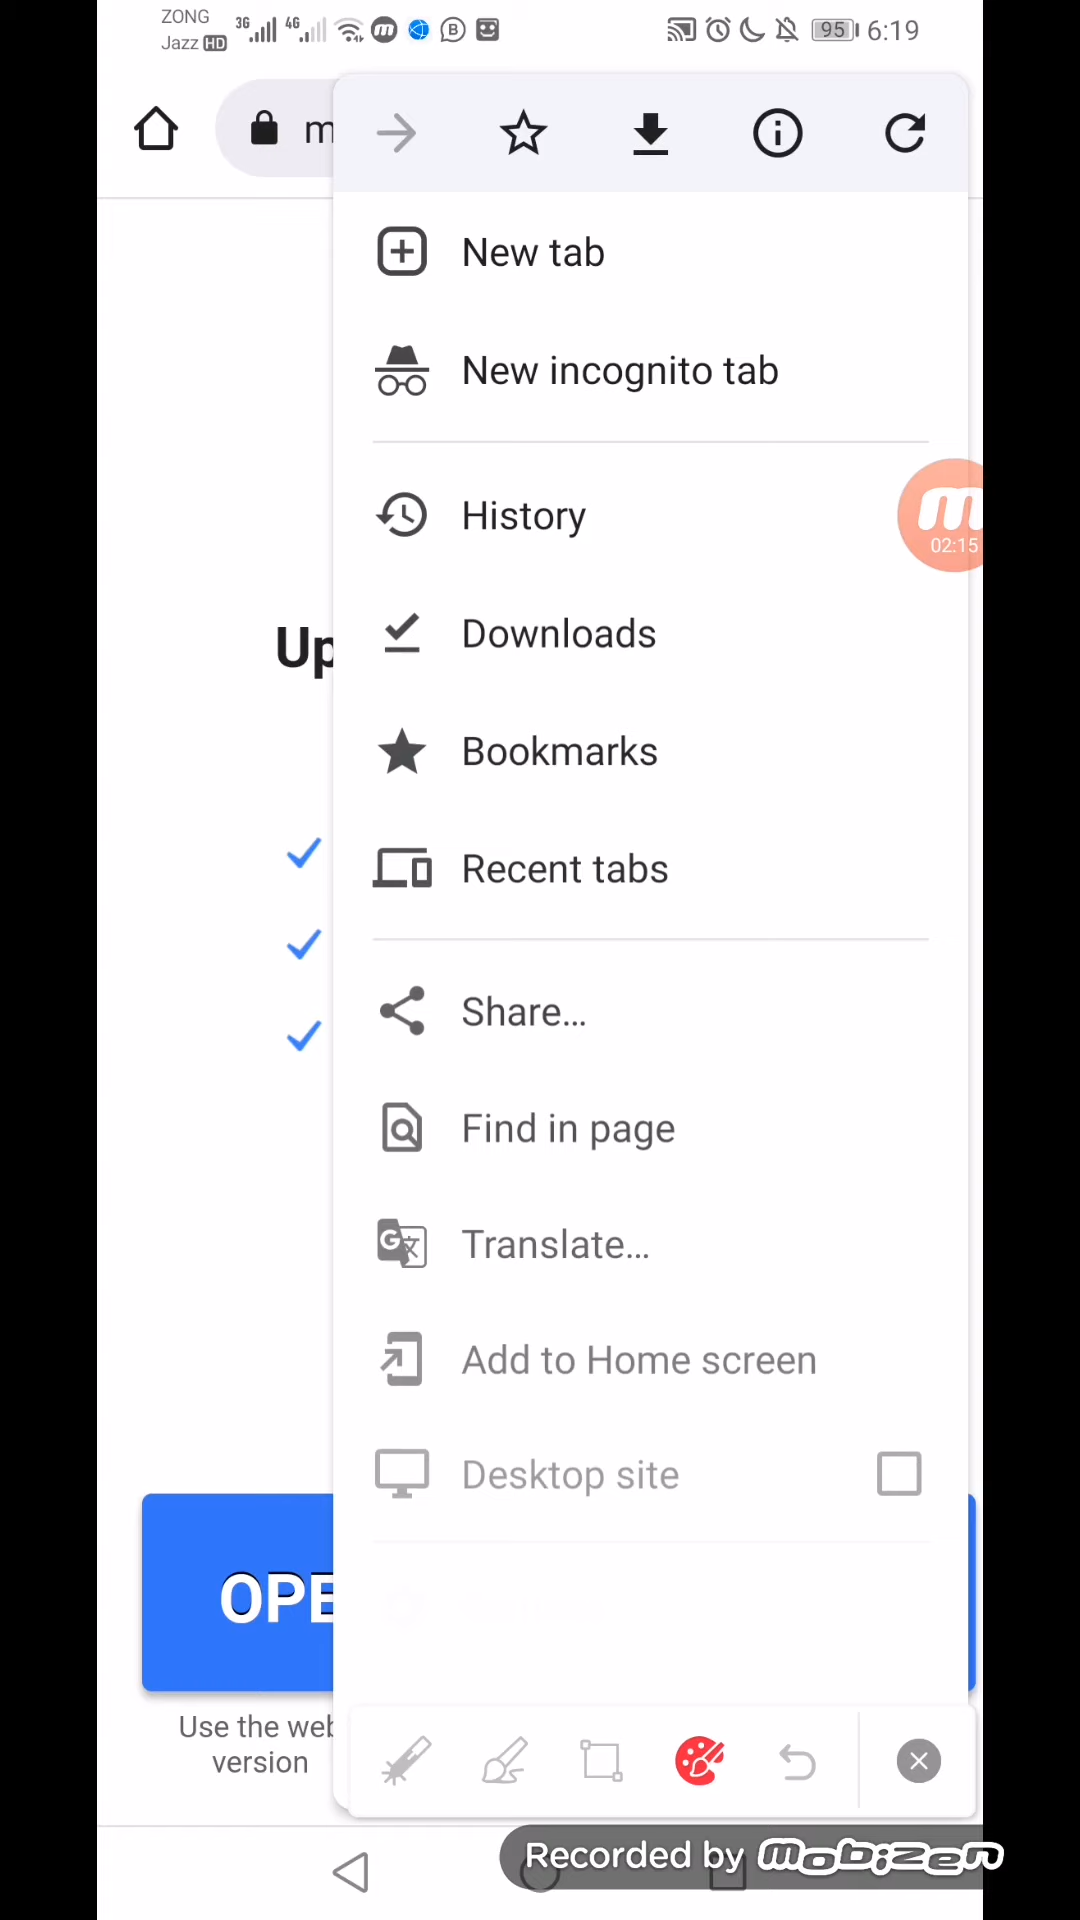 ZONG
Jazz HD
3G
4G
95
6:19
m
New tab
New incognito tab
History
02:15
Downloads
Up
Bookmarks
Recent tabs
Share...
Find in page
Translate...
Add to Home screen
Desktop site
OPE
Use the web
version
Recorded by mobizen